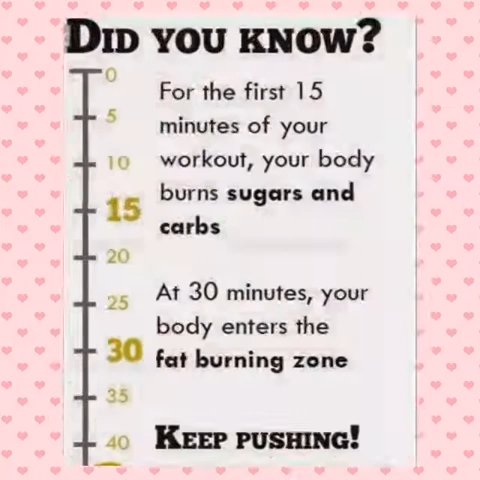 DID YOU KNOW?
0
5
10
15
20
25
30
35
40
For the first 15
minutes of your
workout, your body
burns sugars and
carbs
At 30 minutes, your
body enters the
fat burning zone
KEEP PUSHING!